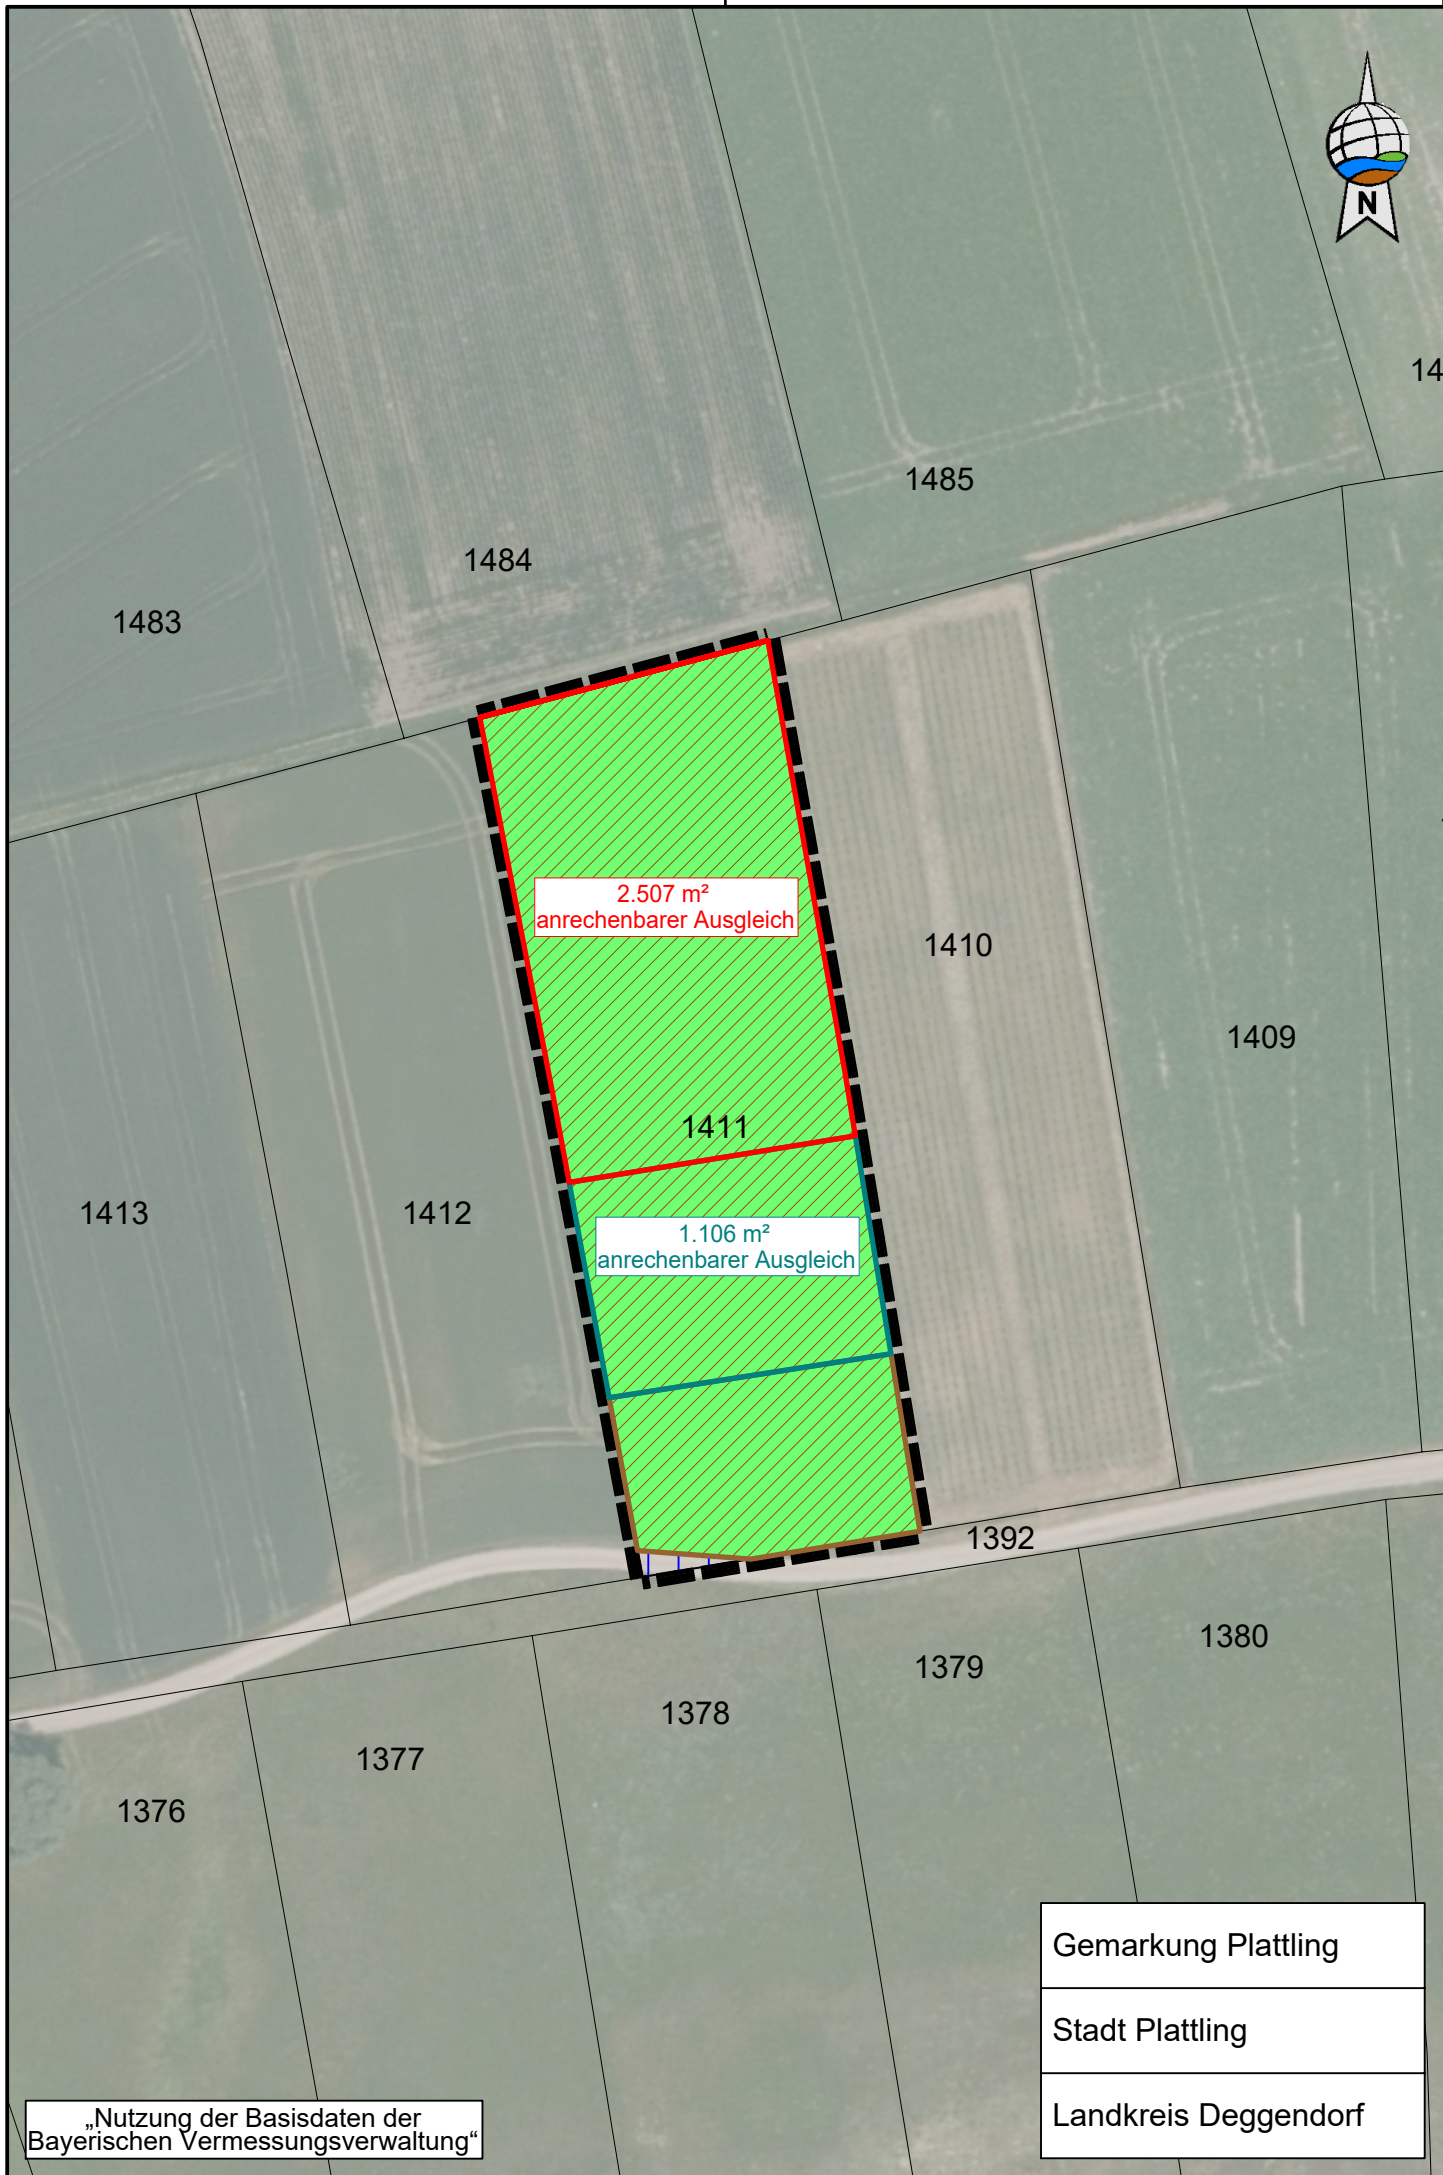 N
14
1485
1484
1483
2.507 m²
anrechenbarer Ausgleich
1410
1409
1411
1413
1412
1.106 m²
anrechenbarer Ausgleich
1392
1380
1379
1378
1377
1376
Gemarkung Plattling
Stadt Plattling
Landkreis Deggendorf
„Nutzung der Basisdaten der
Bayerischen Vermessungsverwaltung“